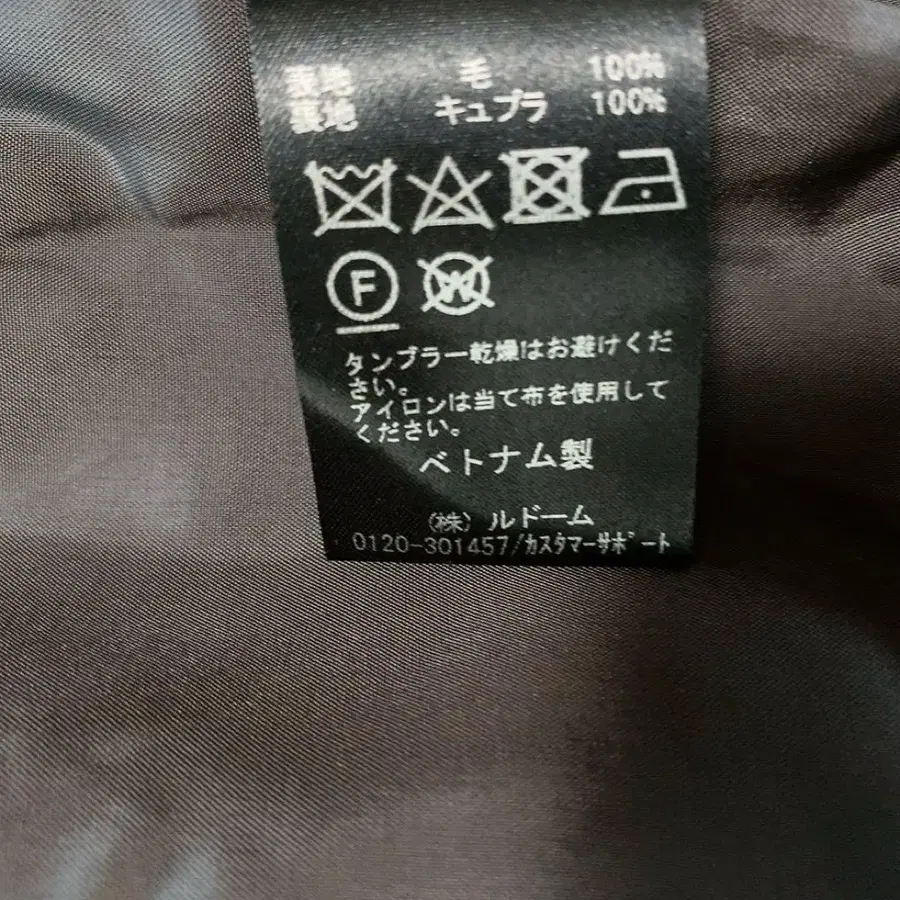 表地 毛 100%
裏地 キュプラ 100%
F
W
タンブラー乾燥はお避けくだ
さい。
アイロンは当て布を使用して
ください。
ベトナム製
(株) ルドーム
0120-301457/カスタマーサポート